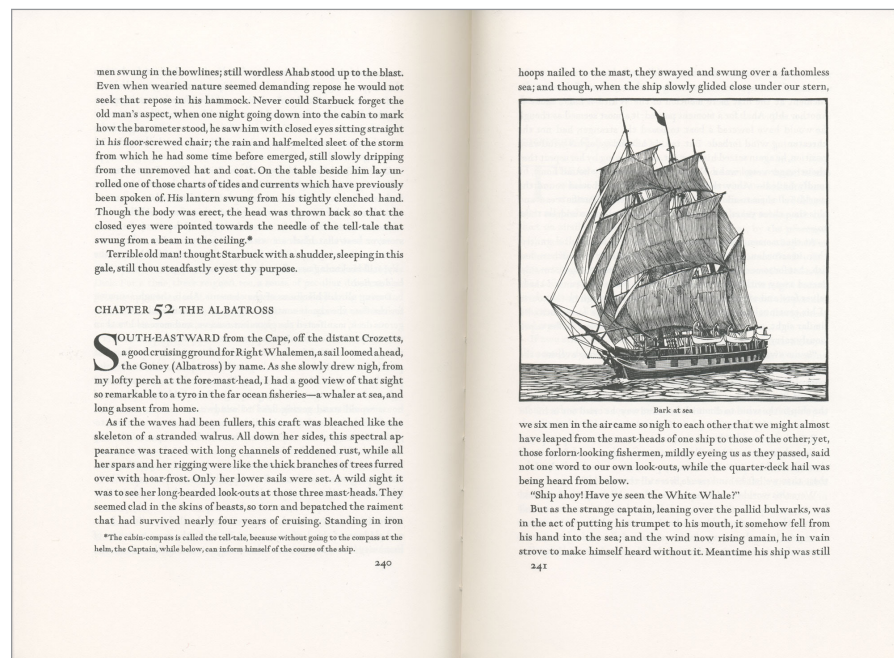 men swung in the bowlines; still wordless Ahab stood up to the blast.
Even when wearied nature seemed demanding repose he would not
seek that repose in his hammock. Never could Starbuck forget the
old man's aspect, when one night going down into the cabin to mark
how the barometer stood, he saw him with closed eyes sitting straight
in his floor-screwed chair; the rain and half-melted sleet of the storm
from which he had some time before emerged, still slowly dripping
from the unremoved hat and coat. On the table beside him lay un-
rolled one of those charts of tides and currents which have previously
been spoken of. His lantern swung from his tightly clenched hand.
Though the body was erect, the head was thrown back so that the
closed eyes were pointed towards the needle of the tell-tale that
swung from a beam in the ceiling.*
Terrible old man! thought Starbuck with a shudder, sleeping in this
gale, still thou steadfastly eyest thy purpose.
CHAPTER 52 THE ALBATROSS
SOUTH-EASTWARD from the Cape, off the distant Crozetts,
a good cruising ground for Right Whalemen, a sail loomed ahead,
the Goney (Albatross) by name. As she slowly drew nigh, from
my lofty perch at the fore-mast-head, I had a good view of that sight
so remarkable to a tyro in the far ocean fisheries—a whaler at sea, and
long absent from home.
As if the waves had been fullers, this craft was bleached like the
skeleton of a stranded walrus. All down her sides, this spectral ap-
pearance was traced with long channels of reddened rust, while all
her spars and her rigging were like the thick branches of trees furred
over with hoar-frost. Only her lower sails were set. A wild sight it
was to see her long-bearded look-outs at those three mast-heads. They
seemed clad in the skins of beasts, so torn and bepatched the raiment
that had survived nearly four years of cruising. Standing in iron
*The cabin-compass is called the tell-tale, because without going to the compass at the
helm, the Captain, while below, can inform himself of the course of the ship.
240
hoops nailed to the mast, they swayed and swung over a fathomless
sea; and though, when the ship slowly glided close under our stern,
Bark at sea
we six men in the air came so nigh to each other that we might almost
have leaped from the mast-heads of one ship to those of the other; yet,
those forlorn-looking fishermen, mildly eyeing us as they passed, said
not one word to our own look-outs, while the quarter-deck hail was
being heard from below.
"Ship ahoy! Have ye seen the White Whale?"
But as the strange captain, leaning over the pallid bulwarks, was
in the act of putting his trumpet to his mouth, it somehow fell from
his hand into the sea; and the wind now rising amain, he in vain
strove to make himself heard without it. Meantime his ship was still
241